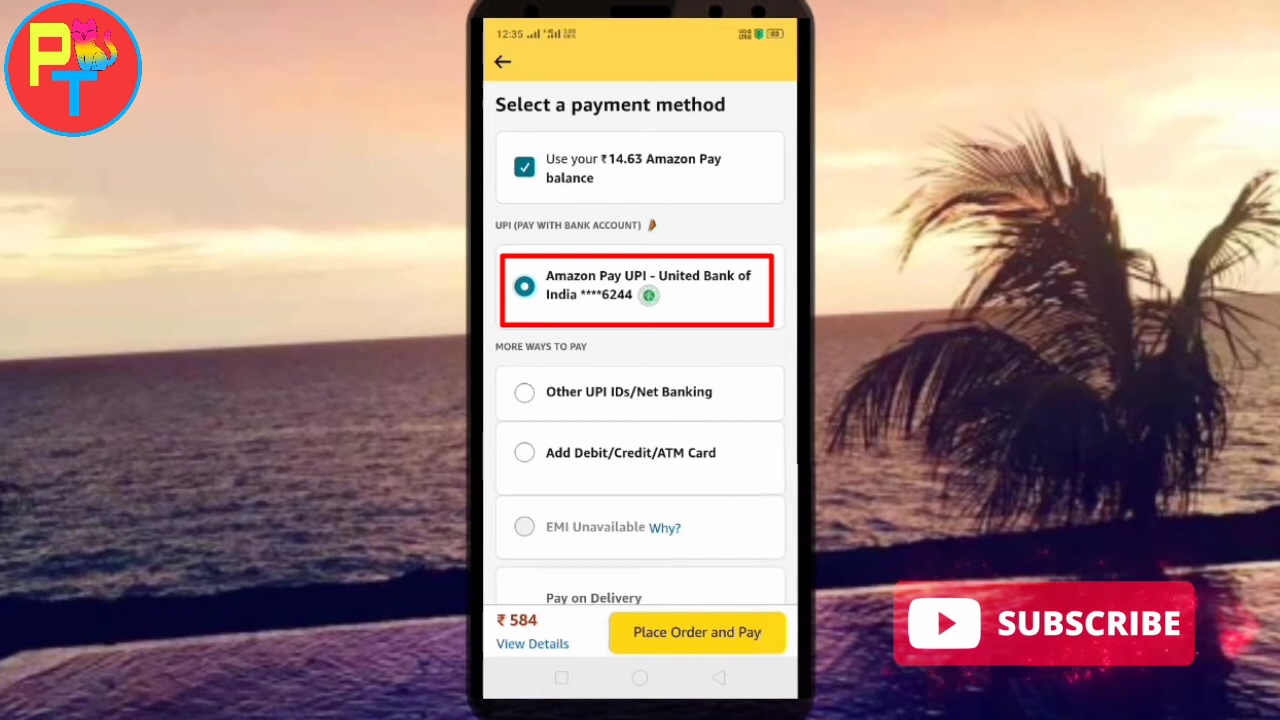 PT
12:35
Select a payment method
Use your ₹14.63 Amazon Pay
balance
UPI (PAY WITH BANK ACCOUNT)
Amazon Pay UPI - United Bank of
India ****6244
MORE WAYS TO PAY
Other UPI IDs/Net Banking
Add Debit/Credit/ATM Card
EMI Unavailable Why?
Pay on Delivery
₹ 584
View Details
Place Order and Pay
SUBSCRIBE